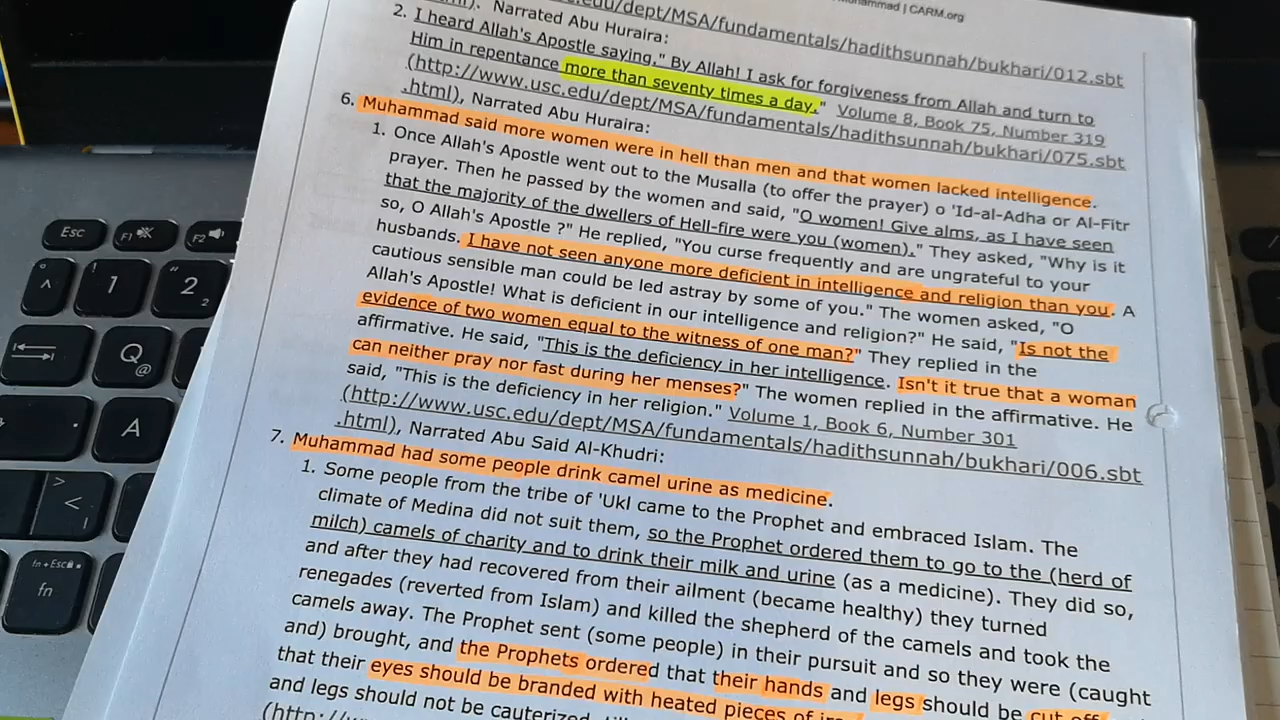 Muhammad | CARM.org
.edu/dept/MSA/fundamentals/hadithsunnah/bukhari/012.sbt
Narrated Abu Huraira:
2. I heard Allah's Apostle saying." By Allah! I ask for forgiveness from Allah and turn to
Him in repentance more than seventy times a day." Volume 8, Book 75, Number 319
(http://www.usc.edu/dept/MSA/fundamentals/hadithsunnah/bukhari/075.sbt
.html), Narrated Abu Huraira:
6. Muhammad said more women were in hell than men and that women lacked intelligence.
1. Once Allah's Apostle went out to the Musalla (to offer the prayer) o 'Id-al-Adha or Al-Fitr
prayer. Then he passed by the women and said, "O women! Give alms, as I have seen
that the majority of the dwellers of Hell-fire were you (women)." They asked, "Why is it
so, O Allah's Apostle ?" He replied, "You curse frequently and are ungrateful to your
husbands. I have not seen anyone more deficient in intelligence and religion than you. A
cautious sensible man could be led astray by some of you." The women asked, "O
Allah's Apostle! What is deficient in our intelligence and religion?" He said, "Is not the
evidence of two women equal to the witness of one man?" They replied in the
affirmative. He said, "This is the deficiency in her intelligence. Isn't it true that a woman
can neither pray nor fast during her menses?" The women replied in the affirmative. He
said, "This is the deficiency in her religion." Volume 1, Book 6, Number 301
(http://www.usc.edu/dept/MSA/fundamentals/hadithsunnah/bukhari/006.sbt
.html), Narrated Abu Said Al-Khudri:
7. Muhammad had some people drink camel urine as medicine.
1. Some people from the tribe of 'Ukl came to the Prophet and embraced Islam. The
climate of Medina did not suit them, so the Prophet ordered them to go to the (herd of
milch) camels of charity and to drink their milk and urine (as a medicine). They did so,
and after they had recovered from their ailment (became healthy) they turned
renegades (reverted from Islam) and killed the shepherd of the camels and took the
camels away. The Prophet sent (some people) in their pursuit and so they were (caught
and) brought, and the Prophets ordered that their hands and legs should be cut off
that their eyes should be branded with heated pieces of
and legs should not be cauterized,
Esc
F1
F2
1
2
Q
@
A
>
<
fn + Esc
fn